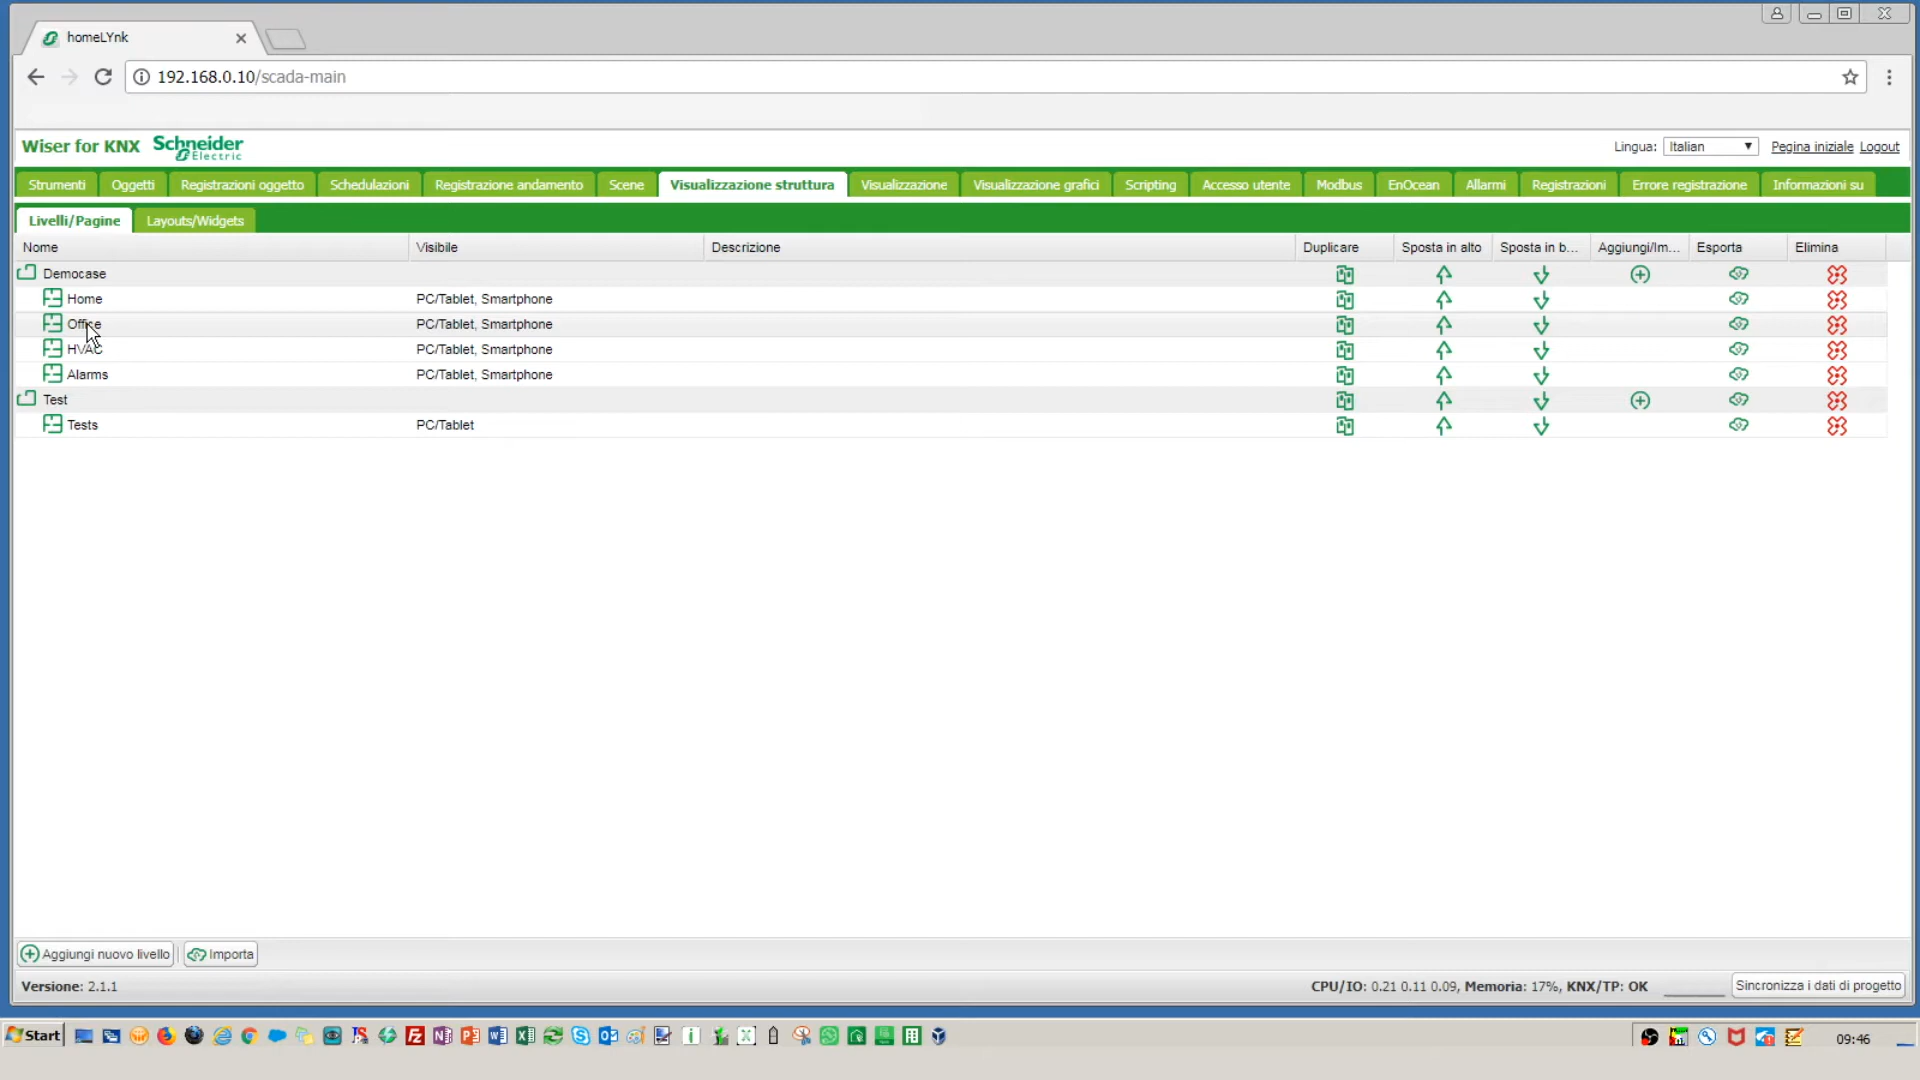 homeLYnk
192.168.0.10/scada-main
Wiser for KNX Schneider Electric Lingua: Italian Pegina iniziale Logout
Strumenti Oggetti Registrazioni oggetto Schedulazioni Registrazione andamento Scene Visualizzazione struttura Visualizzazione Visualizzazione grafici Scripting Accesso utente Modbus EnOcean Allarmi Registrazioni Errore registrazione Informazioni su
Livelli/Pagine Layouts/Widgets
Nome Visibile Descrizione Duplicare Sposta in alto Sposta in b... Aggiungi/Im... Esporta Elimina
Democase
Home PC/Tablet, Smartphone
Office PC/Tablet, Smartphone
HVAC PC/Tablet, Smartphone
Alarms PC/Tablet, Smartphone
Test
Tests PC/Tablet
Aggiungi nuovo livello Importa
Versione: 2.1.1 CPU/IO: 0.21 0.11 0.09, Memoria: 17%, KNX/TP: OK Sincronizza i dati di progetto
Start 09:46